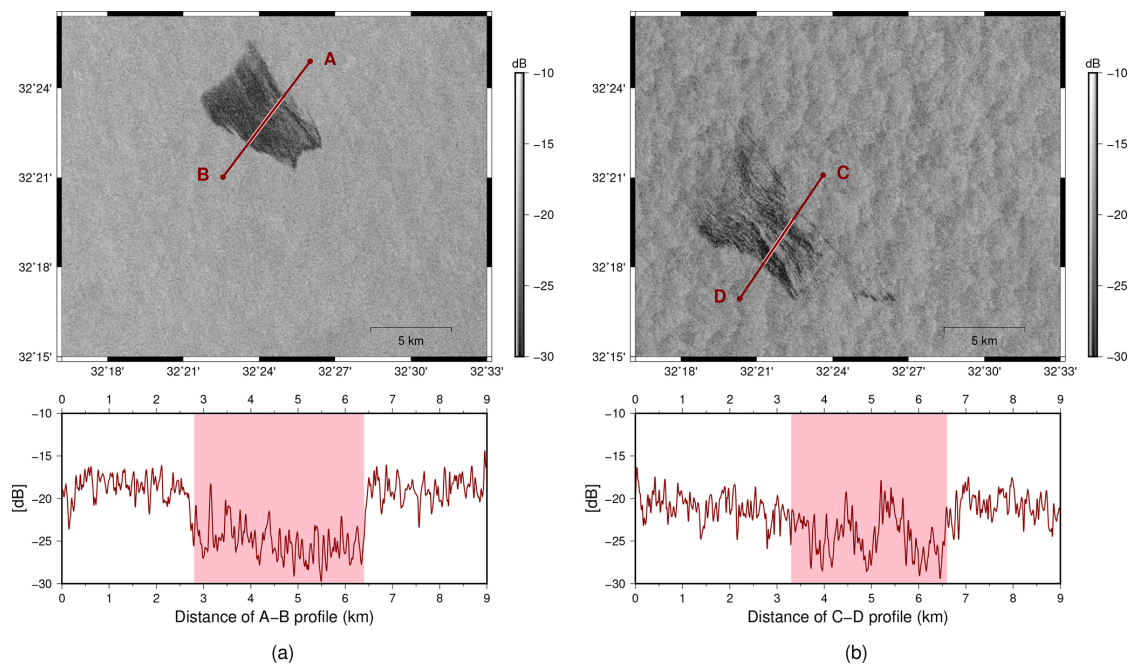 dB
−10
−15
−20
−25
−30
32˚24'
32˚21'
32˚18'
32˚15'
32˚18'
32˚21'
32˚24'
32˚27'
32˚30'
32˚33'
A
B
5 km
dB
−10
−15
−20
−25
−30
32˚24'
32˚21'
32˚18'
32˚15'
32˚18'
32˚21'
32˚24'
32˚27'
32˚30'
32˚33'
C
D
5 km
0 1 2 3 4 5 6 7 8 9
−10
−15
−20
−25
−30
[dB]
0 1 2 3 4 5 6 7 8 9
Distance of A−B profile (km)
(a)
0 1 2 3 4 5 6 7 8 9
−10
−15
−20
−25
−30
[dB]
0 1 2 3 4 5 6 7 8 9
Distance of C−D profile (km)
(b)